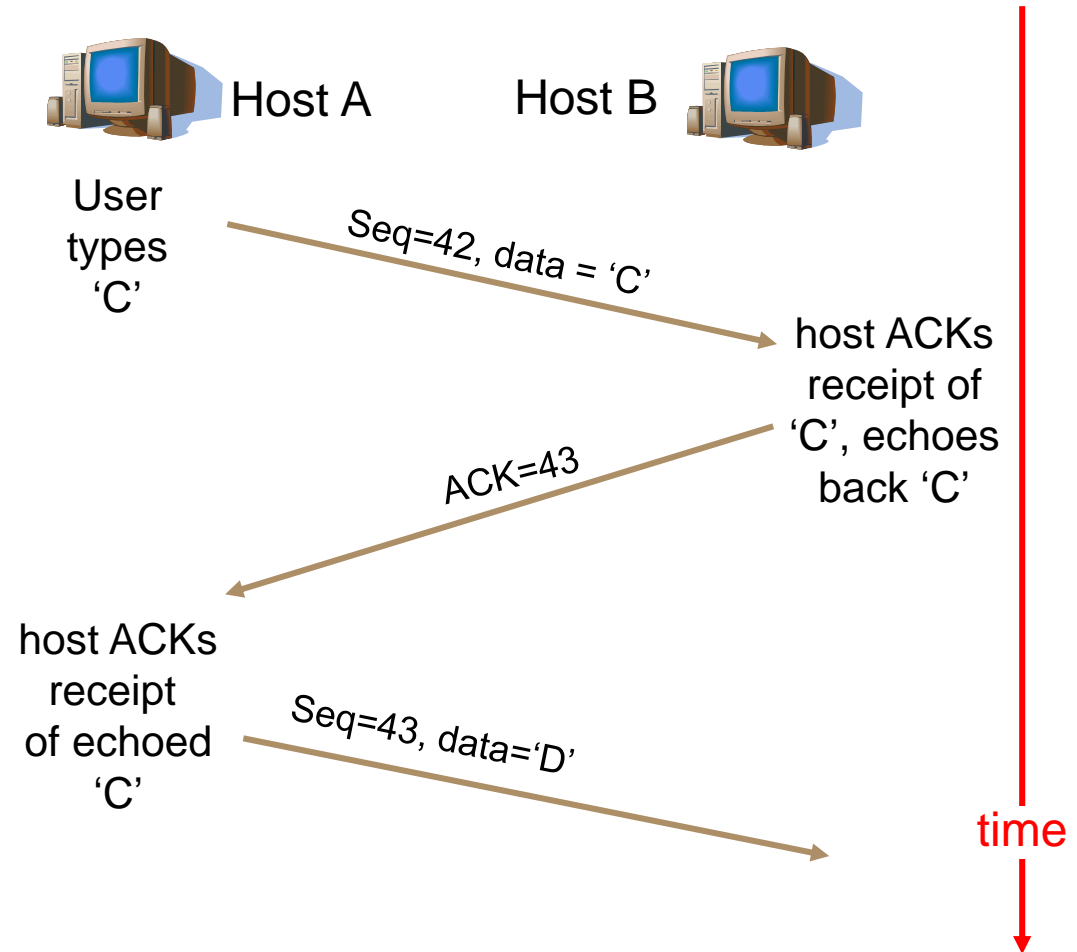 Host A
Host B
User
types
‘C’
Seq=42, data = ‘C’
host ACKs
receipt of
‘C’, echoes
back ‘C’
ACK=43
host ACKs
receipt
of echoed
‘C’
Seq=43, data=‘D’
time